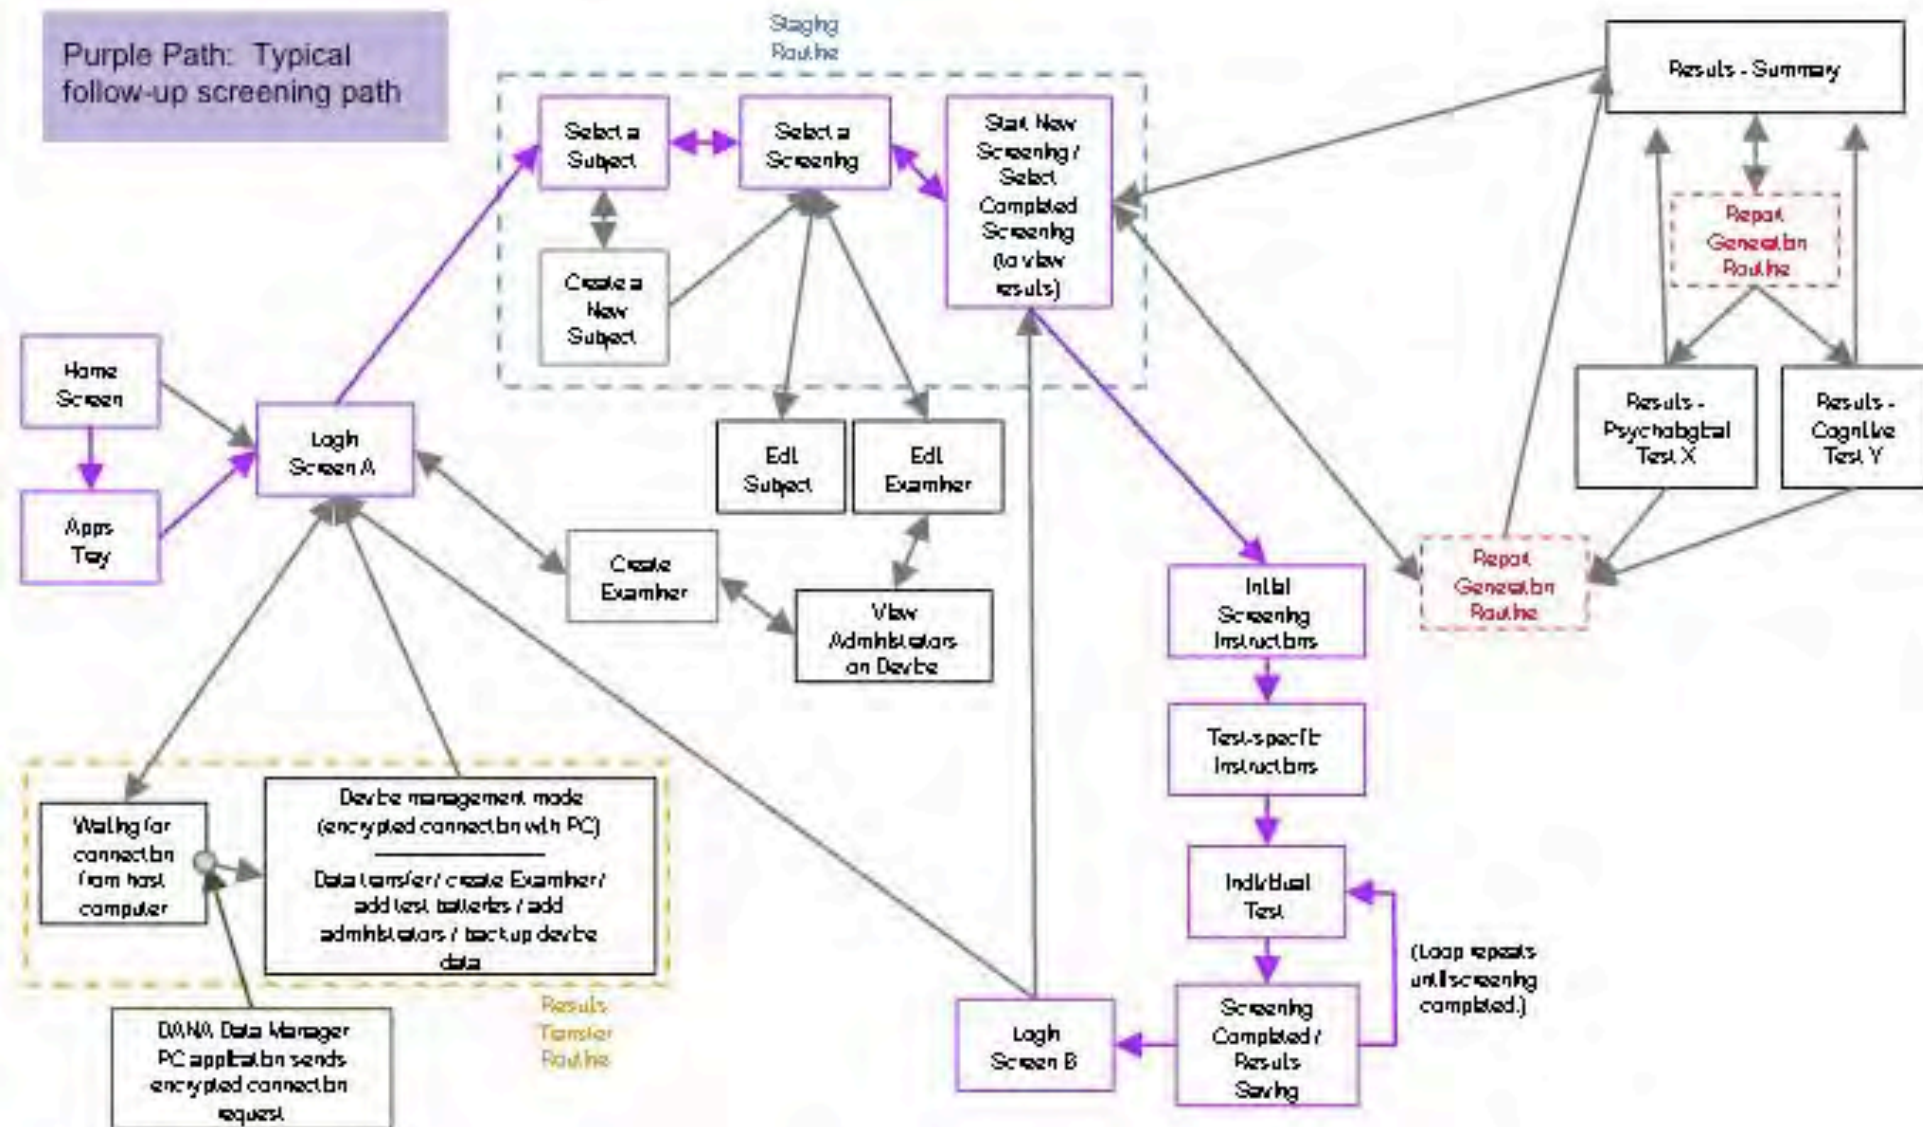 Purple Path: Typical
follow-up screening path
Staging
Routine
Select a
Subject
Select a
Screening
Start New
Screening /
Select
Completed
Screening
(to view
results)
Create a
New
Subject
Results - Summary
Report
Generation
Routine
Home
Screen
Login
Screen A
Apps
Tray
Edit
Subject
Edit
Examiner
Results -
Psychological
Test X
Results -
Cognitive
Test Y
Create
Examiner
View
Administrators
on Device
Initial
Screening
Instructions
Report
Generation
Routine
Test-specific
Instructions
Waiting for
connection
from host
computer
Device management mode
(encrypted connection with PC)
Data transfer / create Examiner /
add test batteries / add
administrators / backup device
data
Individual
Test
(Loop repeats
until screening
completed.)
Results
Transfer
Routine
DANA Data Manager
PC application sends
encrypted connection
request
Login
Screen B
Screening
Completed /
Results
Saving